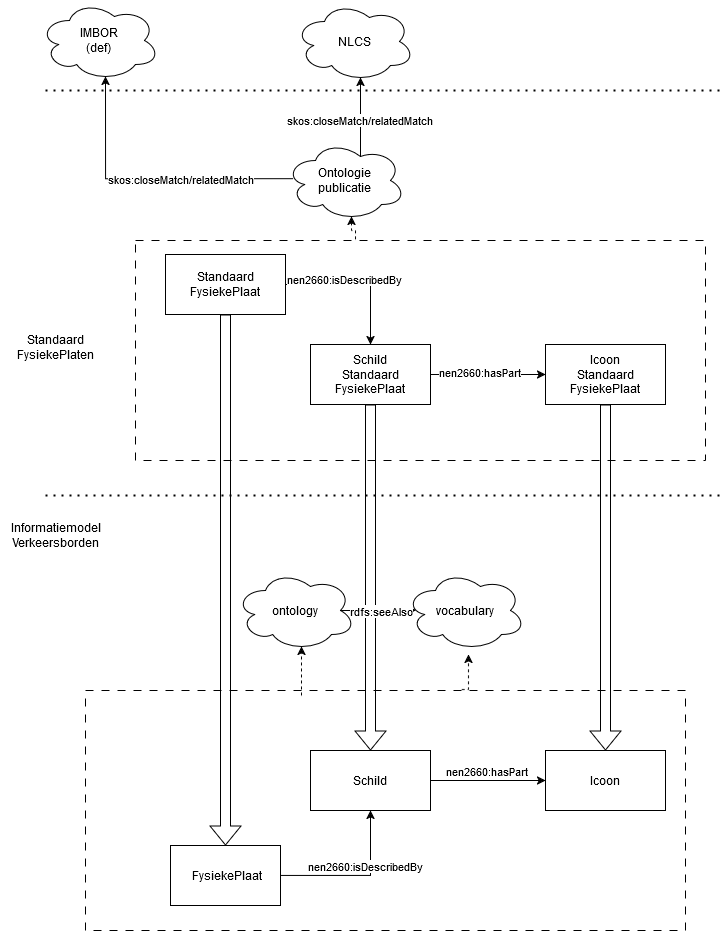 IMBOR
(def)
NLCS
skos:closeMatch/relatedMatch
Ontologie
publicatie
skos:closeMatch/relatedMatch
Standaard
FysiekePlaat
nen2660:isDescribedBy
Standaard
FysiekePlaten
Schild
Standaard
FysiekePlaat
nen2660:hasPart
Icoon
Standaard
FysiekePlaat
Informatiemodel
Verkeersborden
ontology
rdfs:seeAlso
vocabulary
Schild
nen2660:hasPart
Icoon
nen2660:isDescribedBy
FysiekePlaat